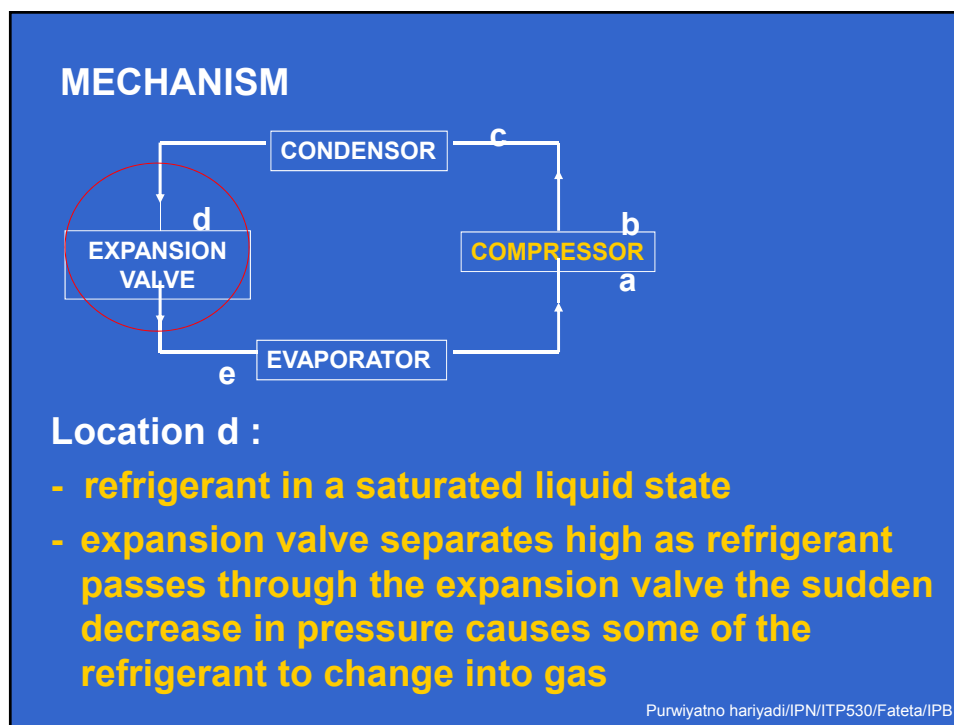 MECHANISM
CONDENSOR
c
d
EXPANSION
VALVE
b
COMPRESSOR
a
EVAPORATOR
e
Location d :
- refrigerant in a saturated liquid state
- expansion valve separates high as refrigerant
passes through the expansion valve the sudden
decrease in pressure causes some of the
refrigerant to change into gas
Purwiyatno hariyadi/IPN/ITP530/Fateta/IPB